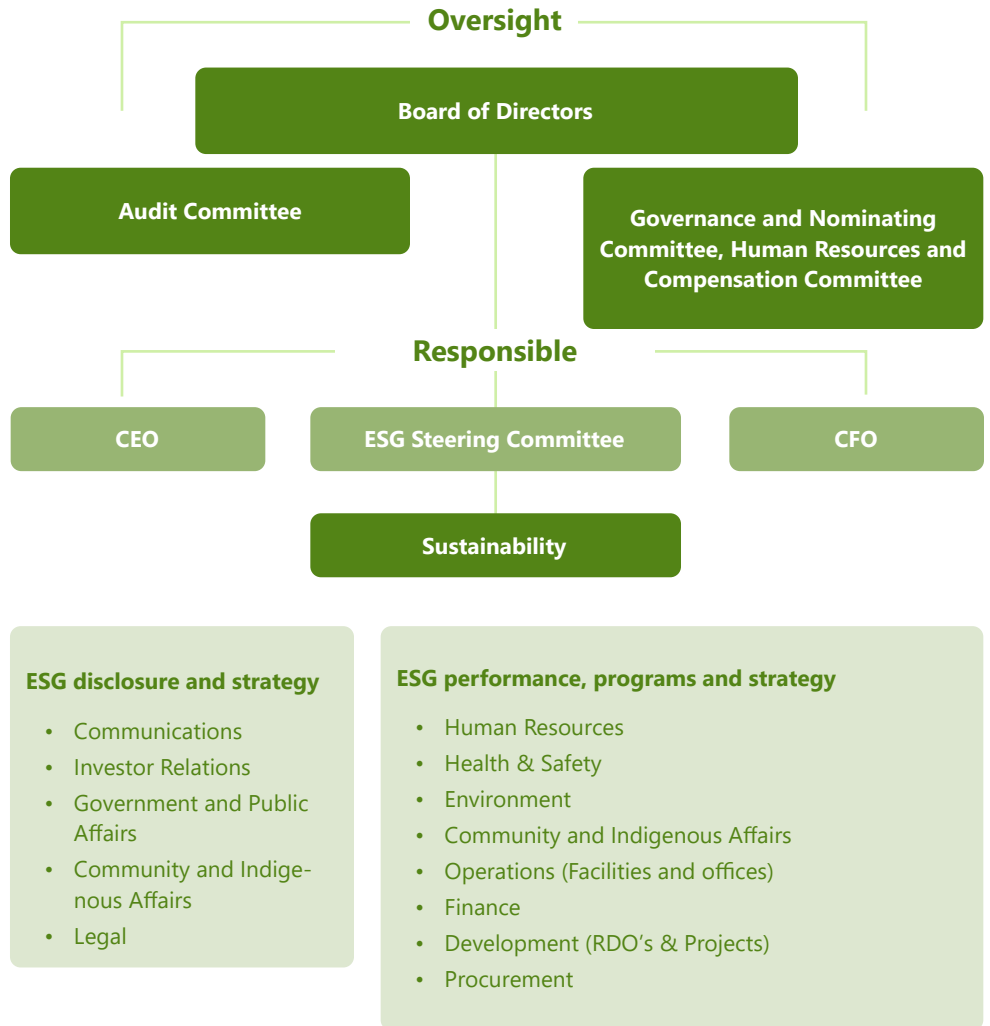 Oversight
Board of Directors
Audit Committee
Governance and Nominating
Committee, Human Resources and
Compensation Committee
Responsible
CEO
ESG Steering Committee
CFO
Sustainability
ESG disclosure and strategy
• Communications
• Investor Relations
• Government and Public
Affairs
• Community and Indige-
nous Affairs
• Legal
ESG performance, programs and strategy
• Human Resources
• Health & Safety
• Environment
• Community and Indigenous Affairs
• Operations (Facilities and offices)
• Finance
• Development (RDO's & Projects)
• Procurement